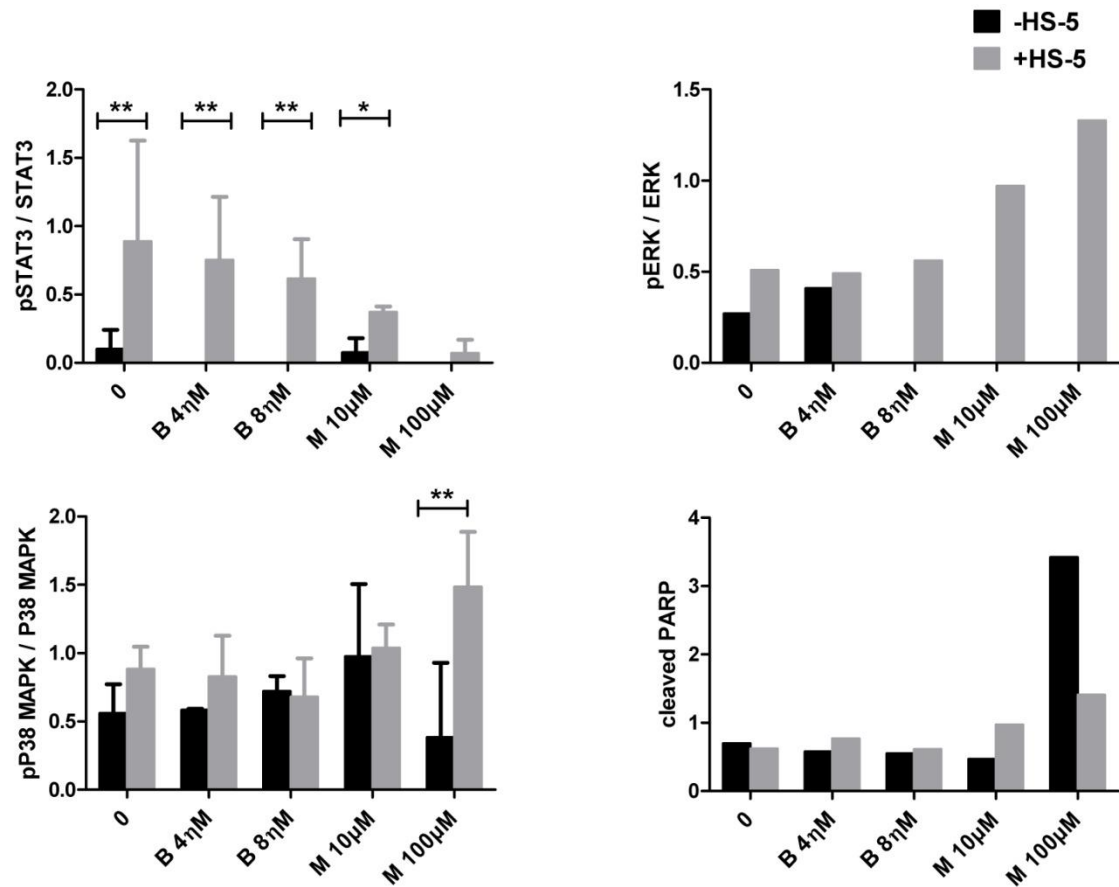 -HS-5
+HS-5
pSTAT3 / STAT3
2.0
1.5
1.0
0.5
0.0
**
**
**
*
0
B 4ηM
B 8ηM
M 10μM
M 100μM
pERK / ERK
1.5
1.0
0.5
0.0
0
B 4ηM
B 8ηM
M 10μM
M 100μM
pP38 MAPK / P38 MAPK
2.0
1.5
1.0
0.5
0.0
**
0
B 4ηM
B 8ηM
M 10μM
M 100μM
cleaved PARP
4
3
2
1
0
0
B 4ηM
B 8ηM
M 10μM
M 100μM